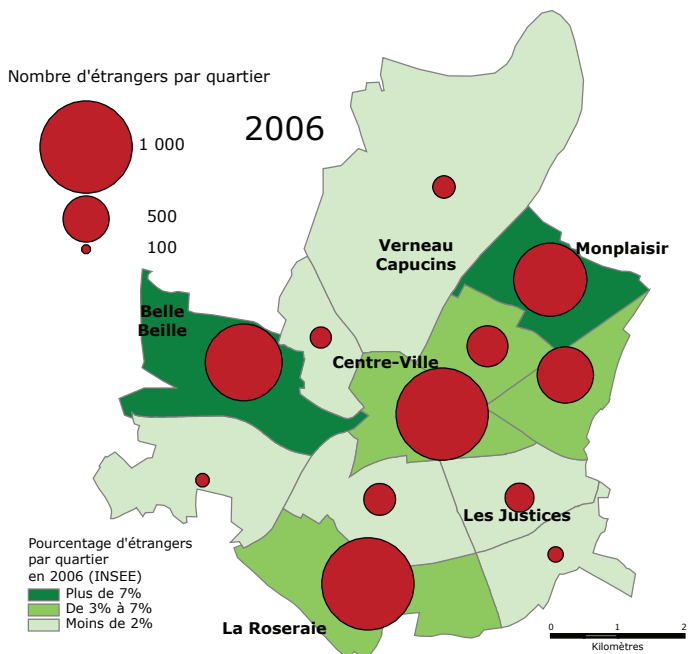 Nombre d'étrangers par quartier
2006
1 000
500
100
Verneau
Capucins
Monplaisir
Belle
Beille
Centre-Ville
Les Justices
La Roseraie
Pourcentage d'étrangers
par quartier
en 2006 (INSEE)
Plus de 7%
De 3% à 7%
Moins de 2%
0 1 2
Kilomètres